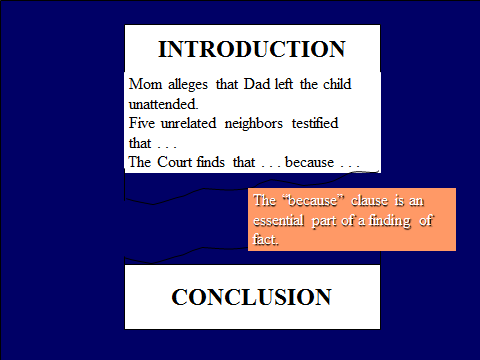 INTRODUCTION
Mom alleges that Dad left the child
unattended.
Five unrelated neighbors testified
that . . .
The Court finds that . . . because . . .
The “because” clause is an
essential part of a finding of
fact.
CONCLUSION